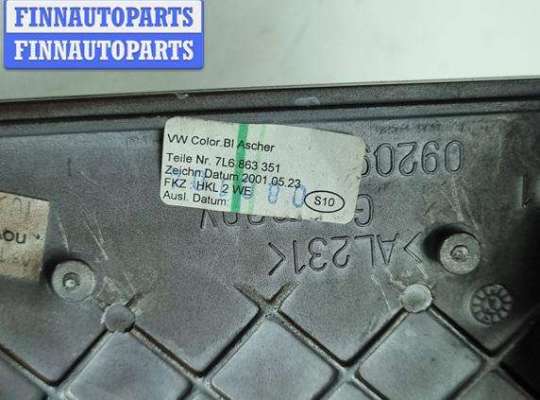 FINNAUTOPARTS
FINNAUTOPARTS
VW Color.Bl Ascher
Teile Nr. 7L6 863 351
Zeichn.Datum 2001.05.23
FKZ : HKL 2 WE
Ausl. Datum:
S10
>AL231<